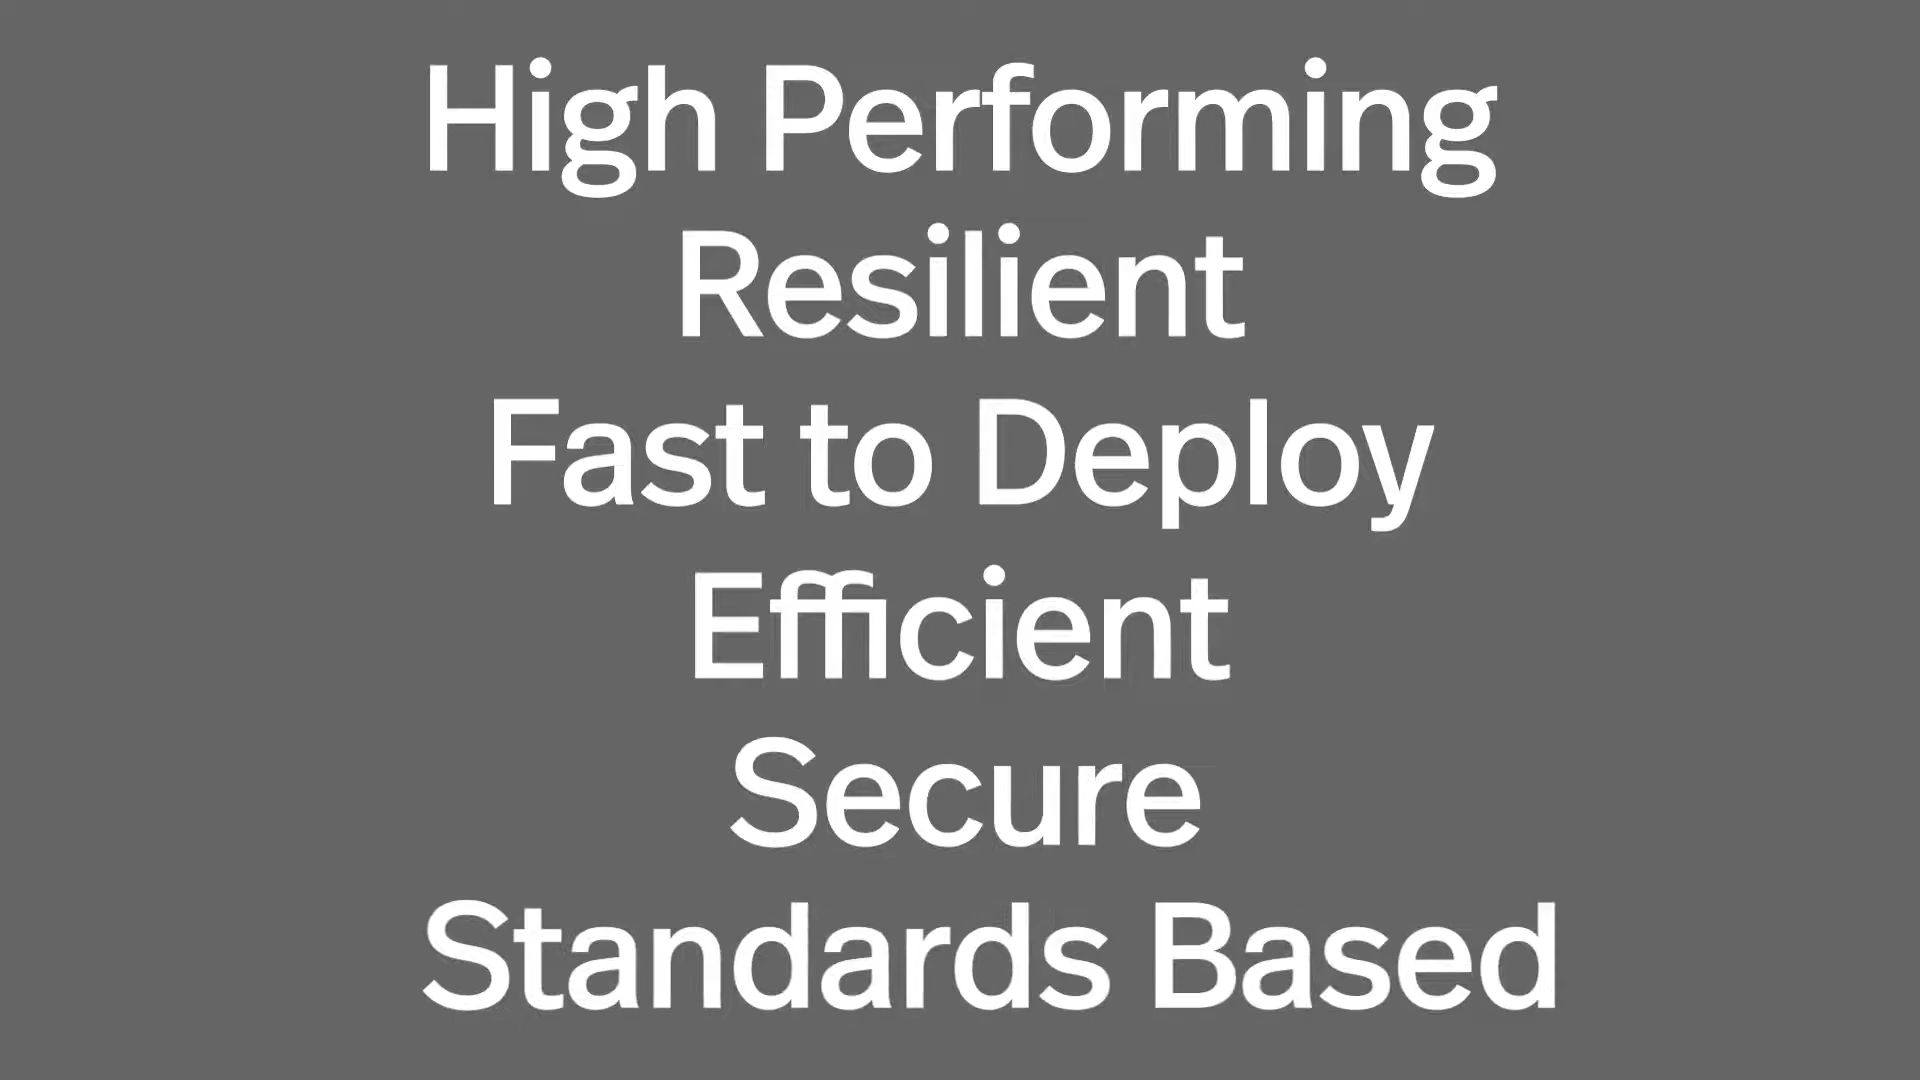 High Performing
Resilient
Fast to Deploy
Efficient
Secure
Standards Based